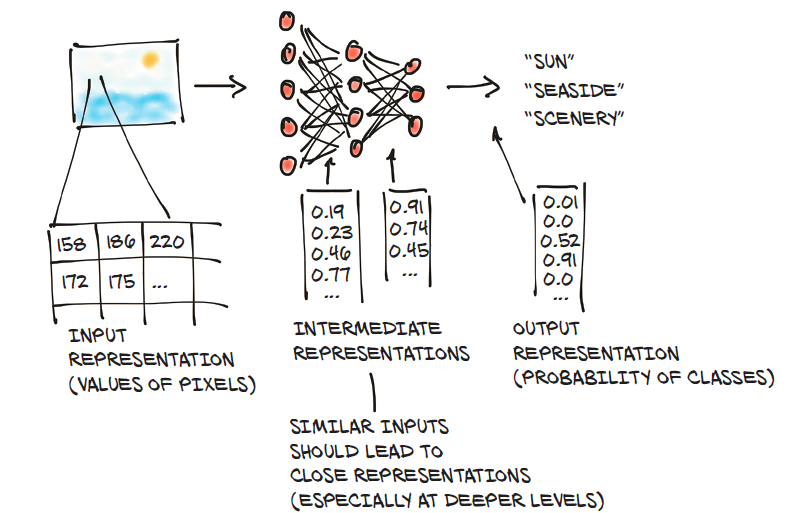 "SUN"
"SEASIDE"
"SCENERY"
158 186 220
172 175 ...
0.19
0.23
0.46
0.77
...
0.91
0.74
0.45
...
0.01
0.0
0.52
0.91
0.0
...
INPUT
REPRESENTATION
(VALUES OF PIXELS)
INTERMEDIATE
REPRESENTATIONS
OUTPUT
REPRESENTATION
(PROBABILITY OF CLASSES)
SIMILAR INPUTS
SHOULD LEAD TO
CLOSE REPRESENTATIONS
(ESPECIALLY AT DEEPER LEVELS)